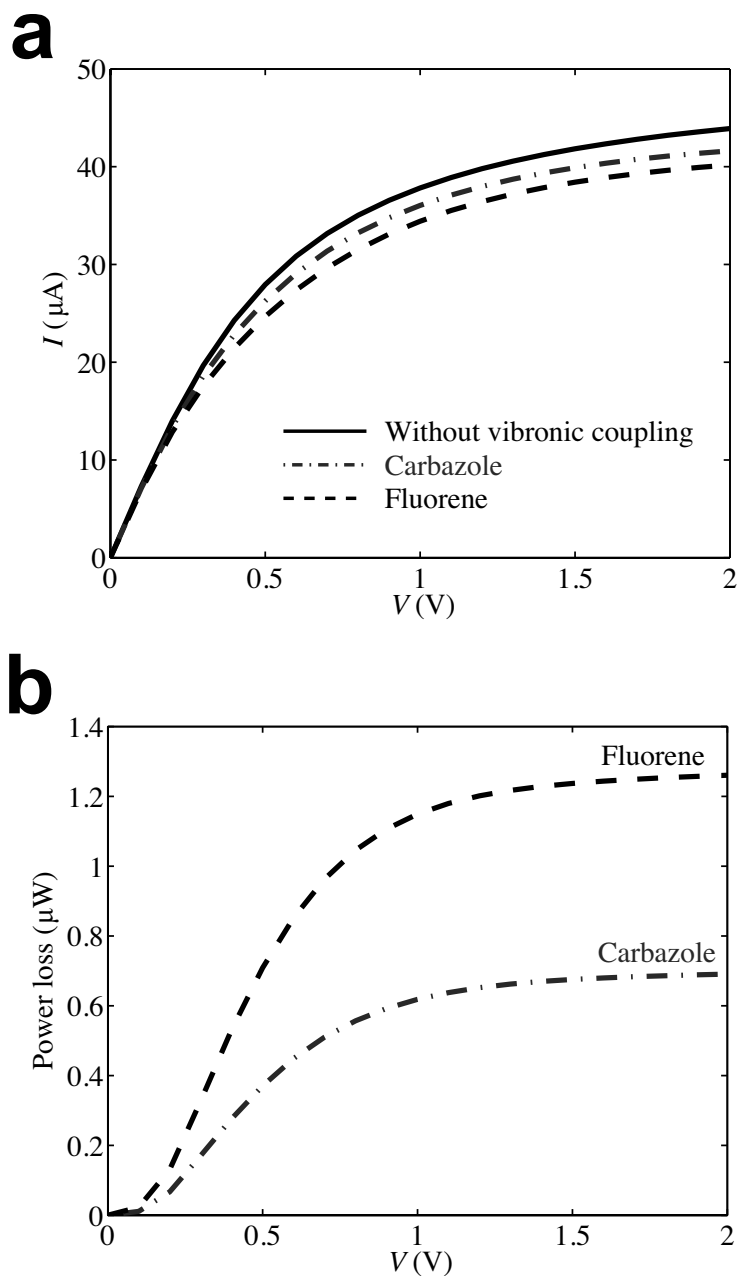 a
50
40
30
20
10
0
I (μA)
Without vibronic coupling
Carbazole
Fluorene
0 0.5 1 1.5 2
V (V)
b
1.4
1.2
1
0.8
0.6
0.4
0.2
0
Power loss (μW)
Fluorene
Carbazole
0 0.5 1 1.5 2
V (V)